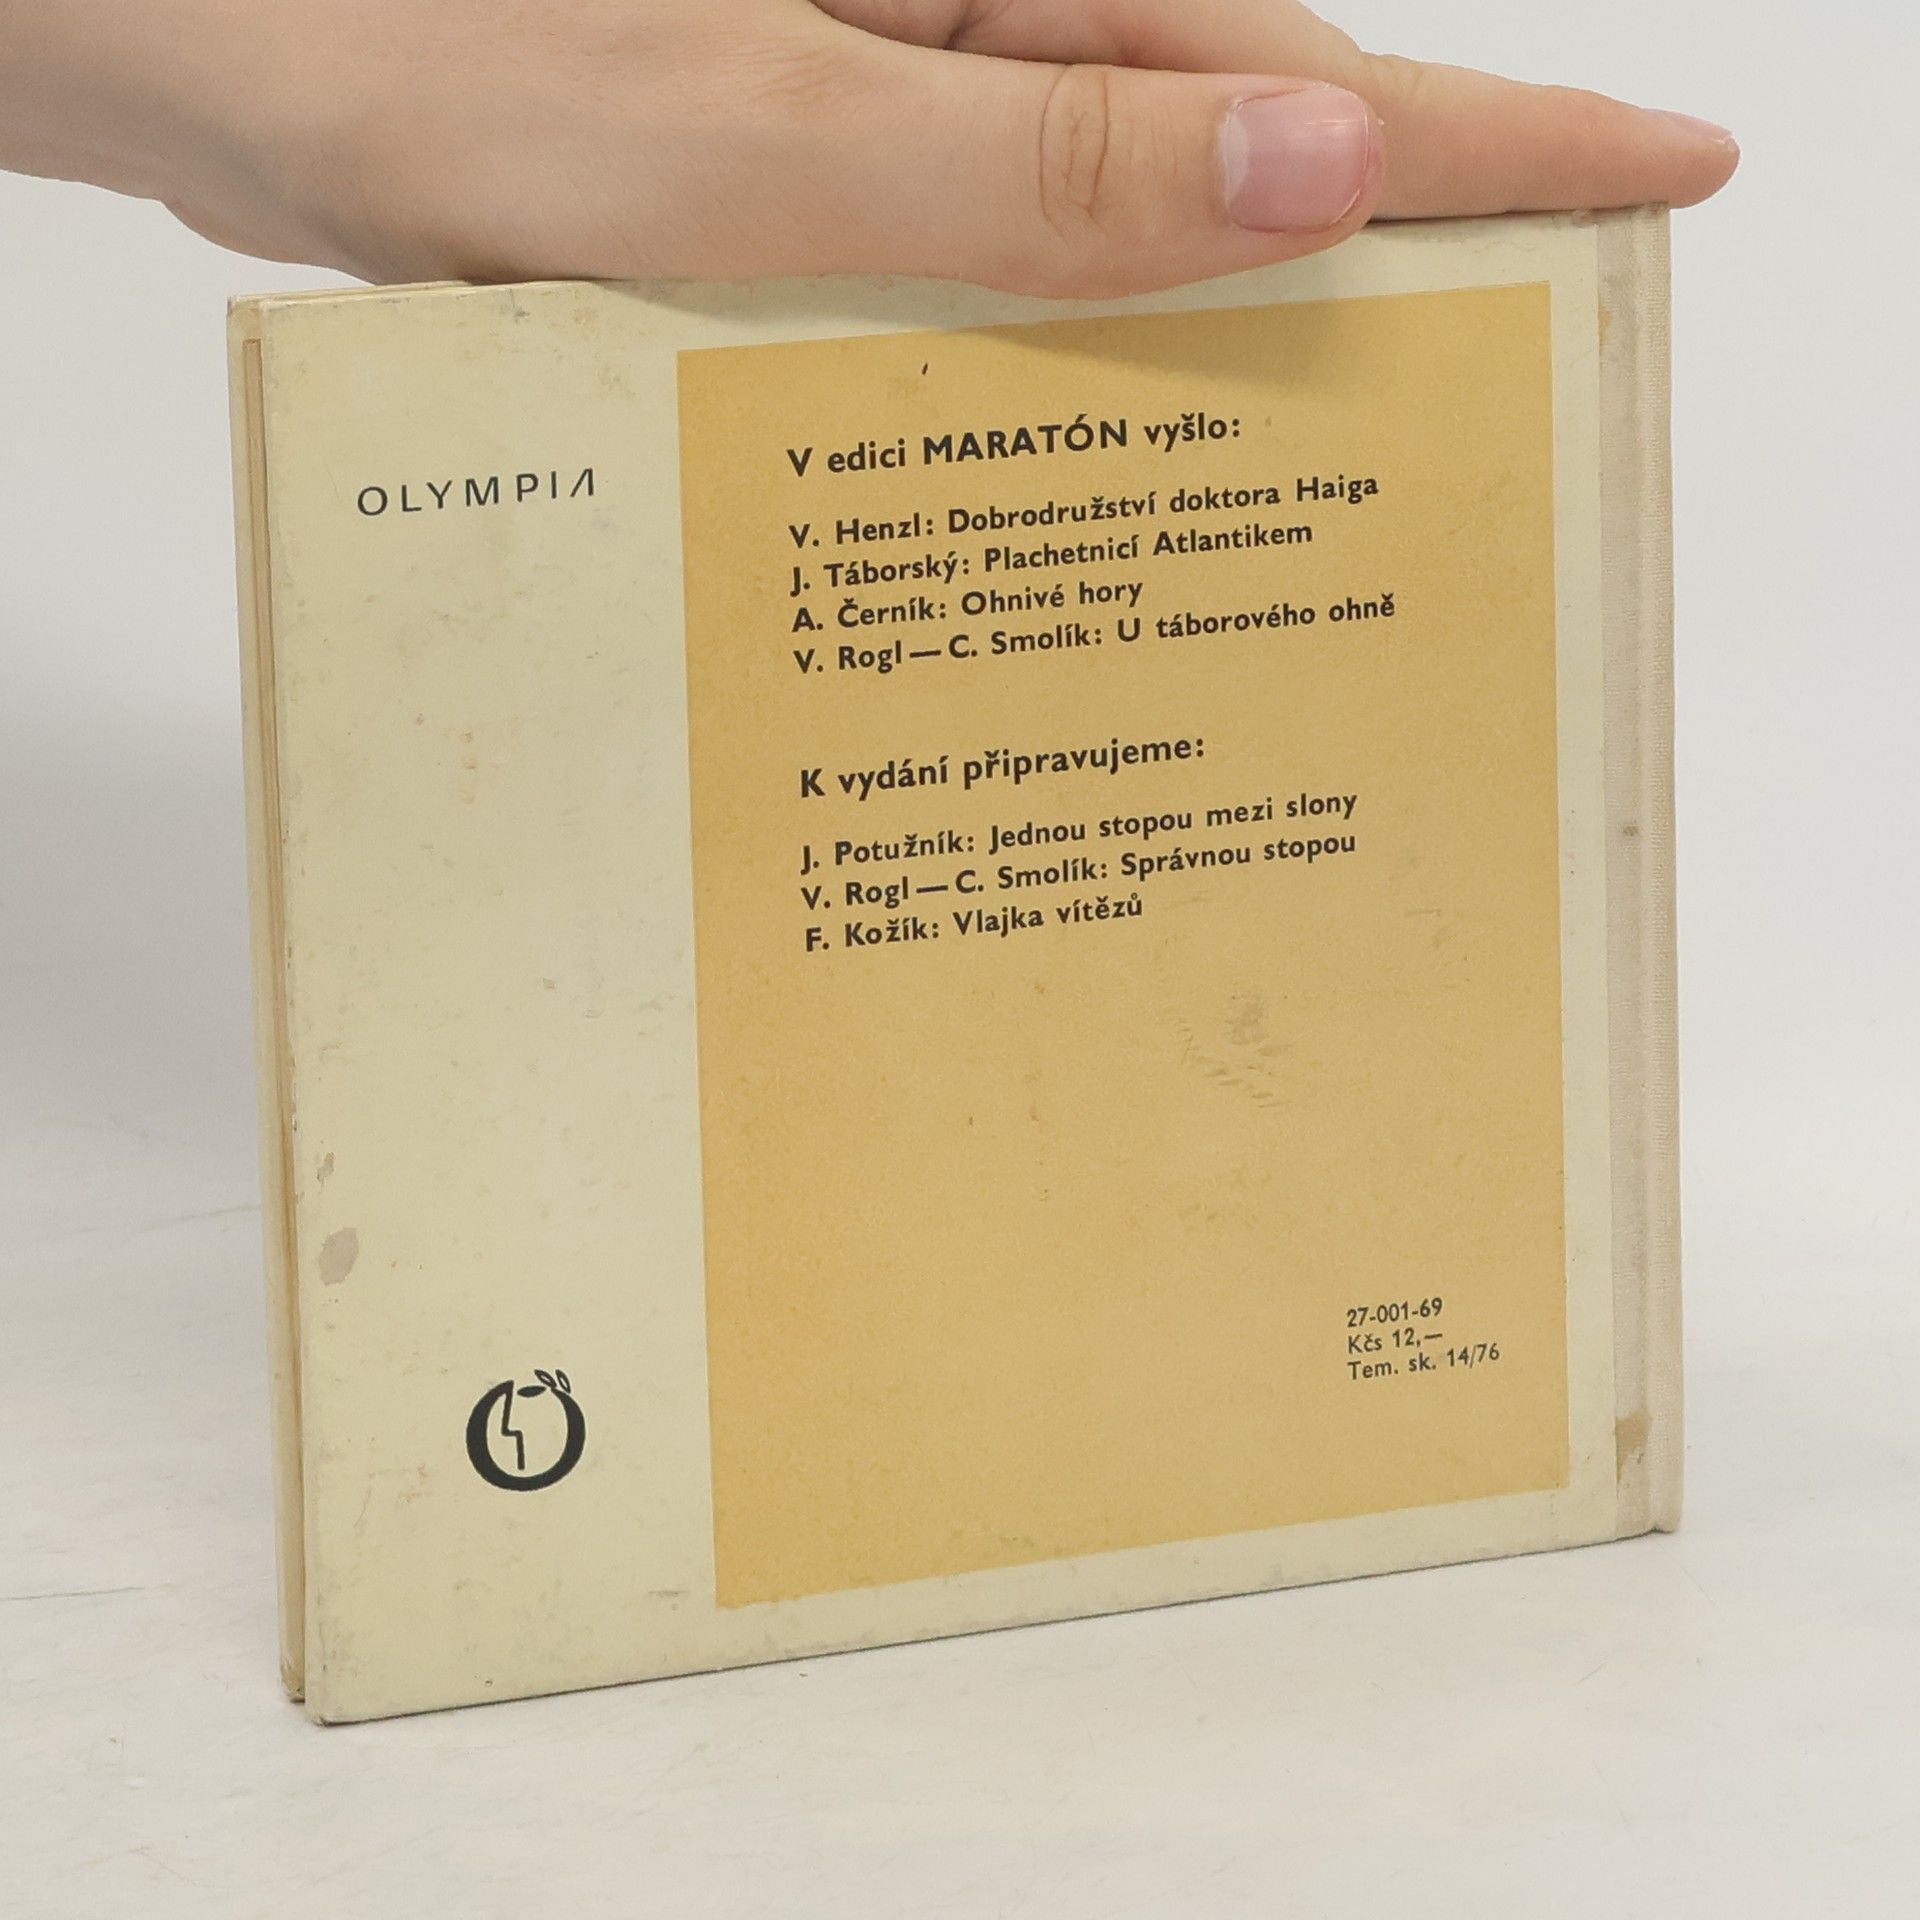 OLYMPIA
V edici MARATÓN vyšlo:
V. Henzl: Dobrodružství doktora Haiga
J. Táborský: Plachetnicí Atlantikem
A. Černík: Ohnivé hory
V. Rogl — C. Smolík: U táborového ohně
K vydání připravujeme:
J. Potužník: Jednou stopou mezi slony
V. Rogl — C. Smolík: Správnou stopou
F. Kožík: Vlajka vítězů
27-001-69
Kčs 12,—
Tem. sk. 14/76